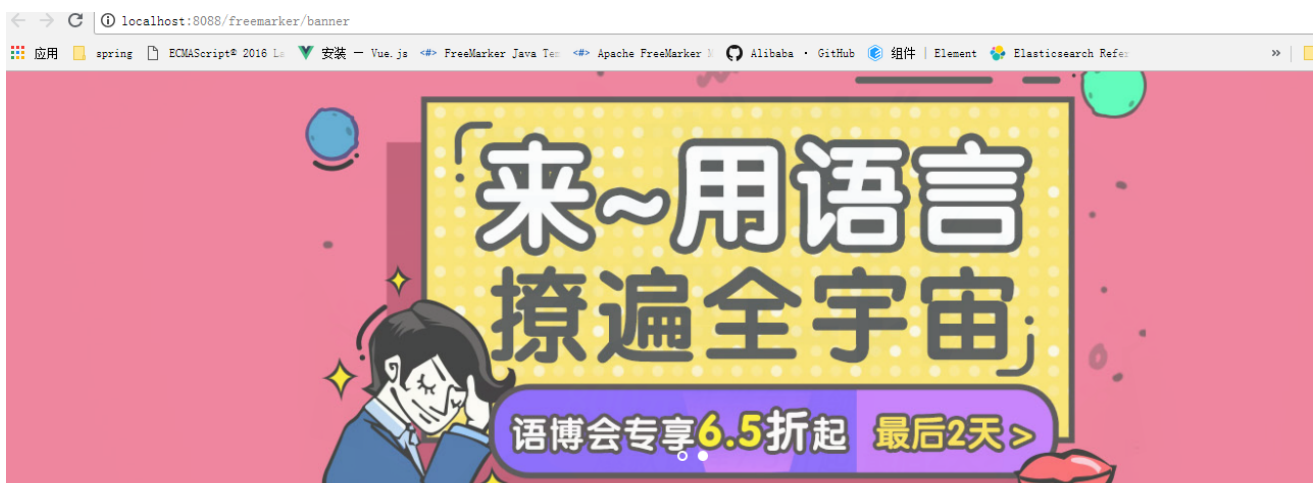 localhost:8088/freemarker/banner
应用 spring ECMAScript® 2016 La 安装 — Vue.js FreeMarker Java Tem Apache FreeMarker Alibaba · GitHub 组件 | Element Elasticsearch Refer »
来~用语言
撩遍全宇宙
语博会专享6.5折起 最后2天>